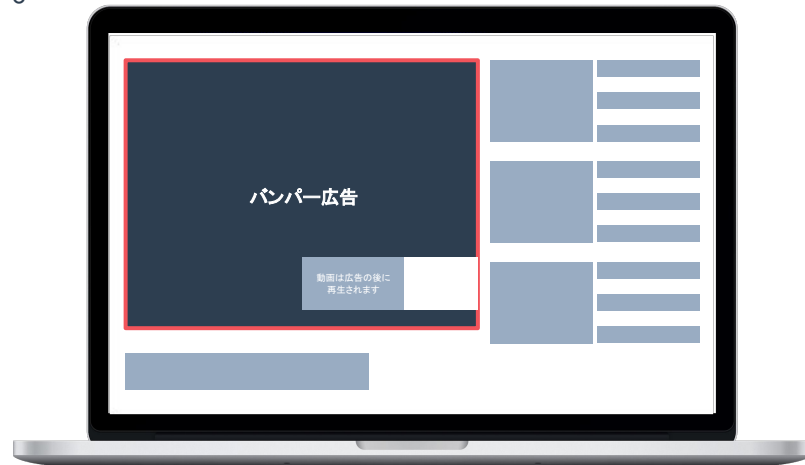 バンパー広告
動画は広告の後に
再生されます